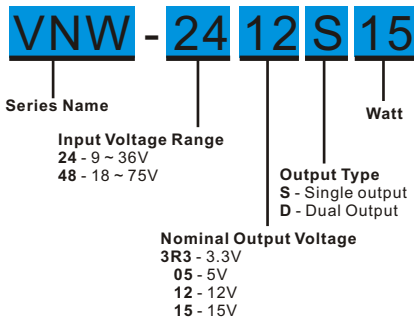 VNW - 24 12 S 15
Series Name
Watt
Input Voltage Range
24 - 9 ~ 36V
48 - 18 ~ 75V
Output Type
S - Single output
D - Dual Output
Nominal Output Voltage
3R3 - 3.3V
05 - 5V
12 - 12V
15 - 15V